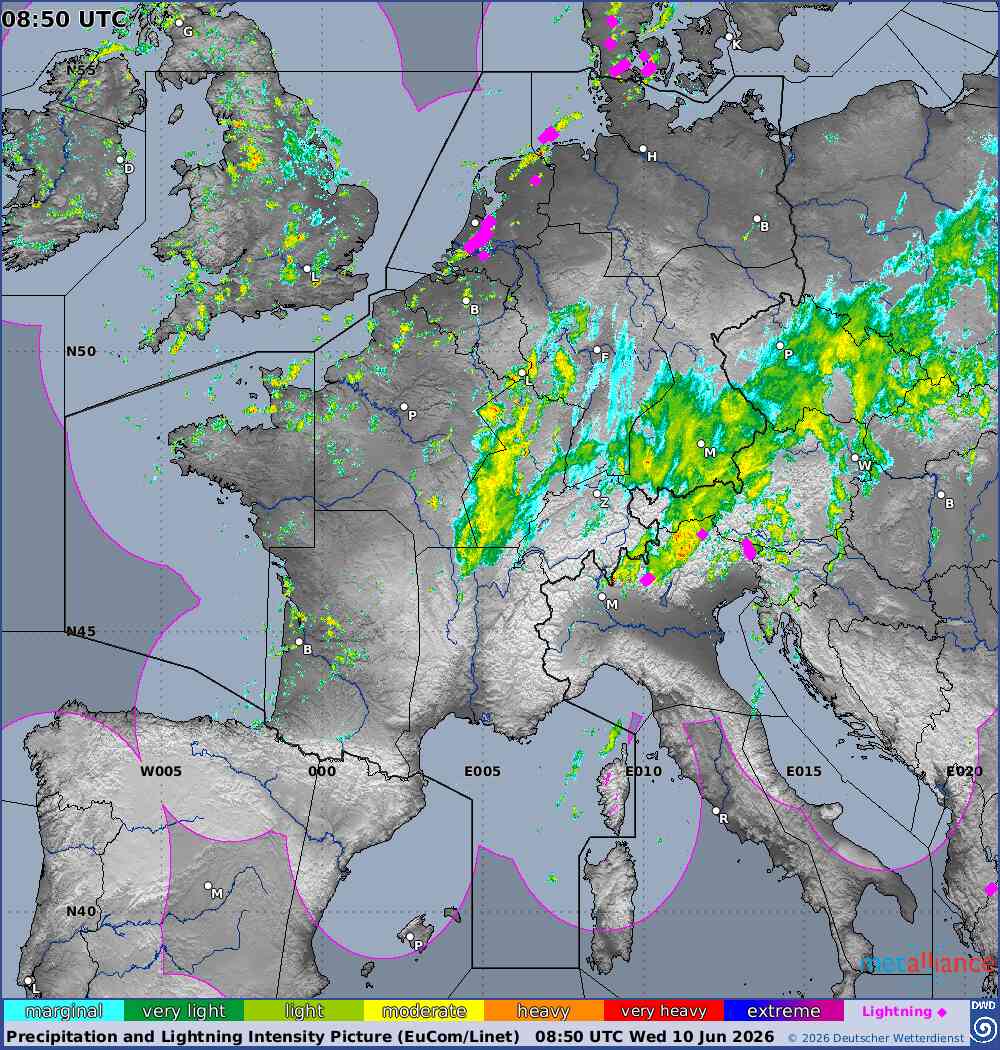 08:50 UTC
G
K
N55
D
H
B
L
B
N50
F
P
L
P
M
W
Z
B
M
N45
B
W005
000
E005
E010
E015
E020
R
M
N40
P
metalliance
L
marginal very light light moderate heavy very heavy extreme Lightning ◆
DWD
Precipitation and Lightning Intensity Picture (EuCom/Linet) 08:50 UTC Wed 10 Jun 2026 © 2026 Deutscher Wetterdienst